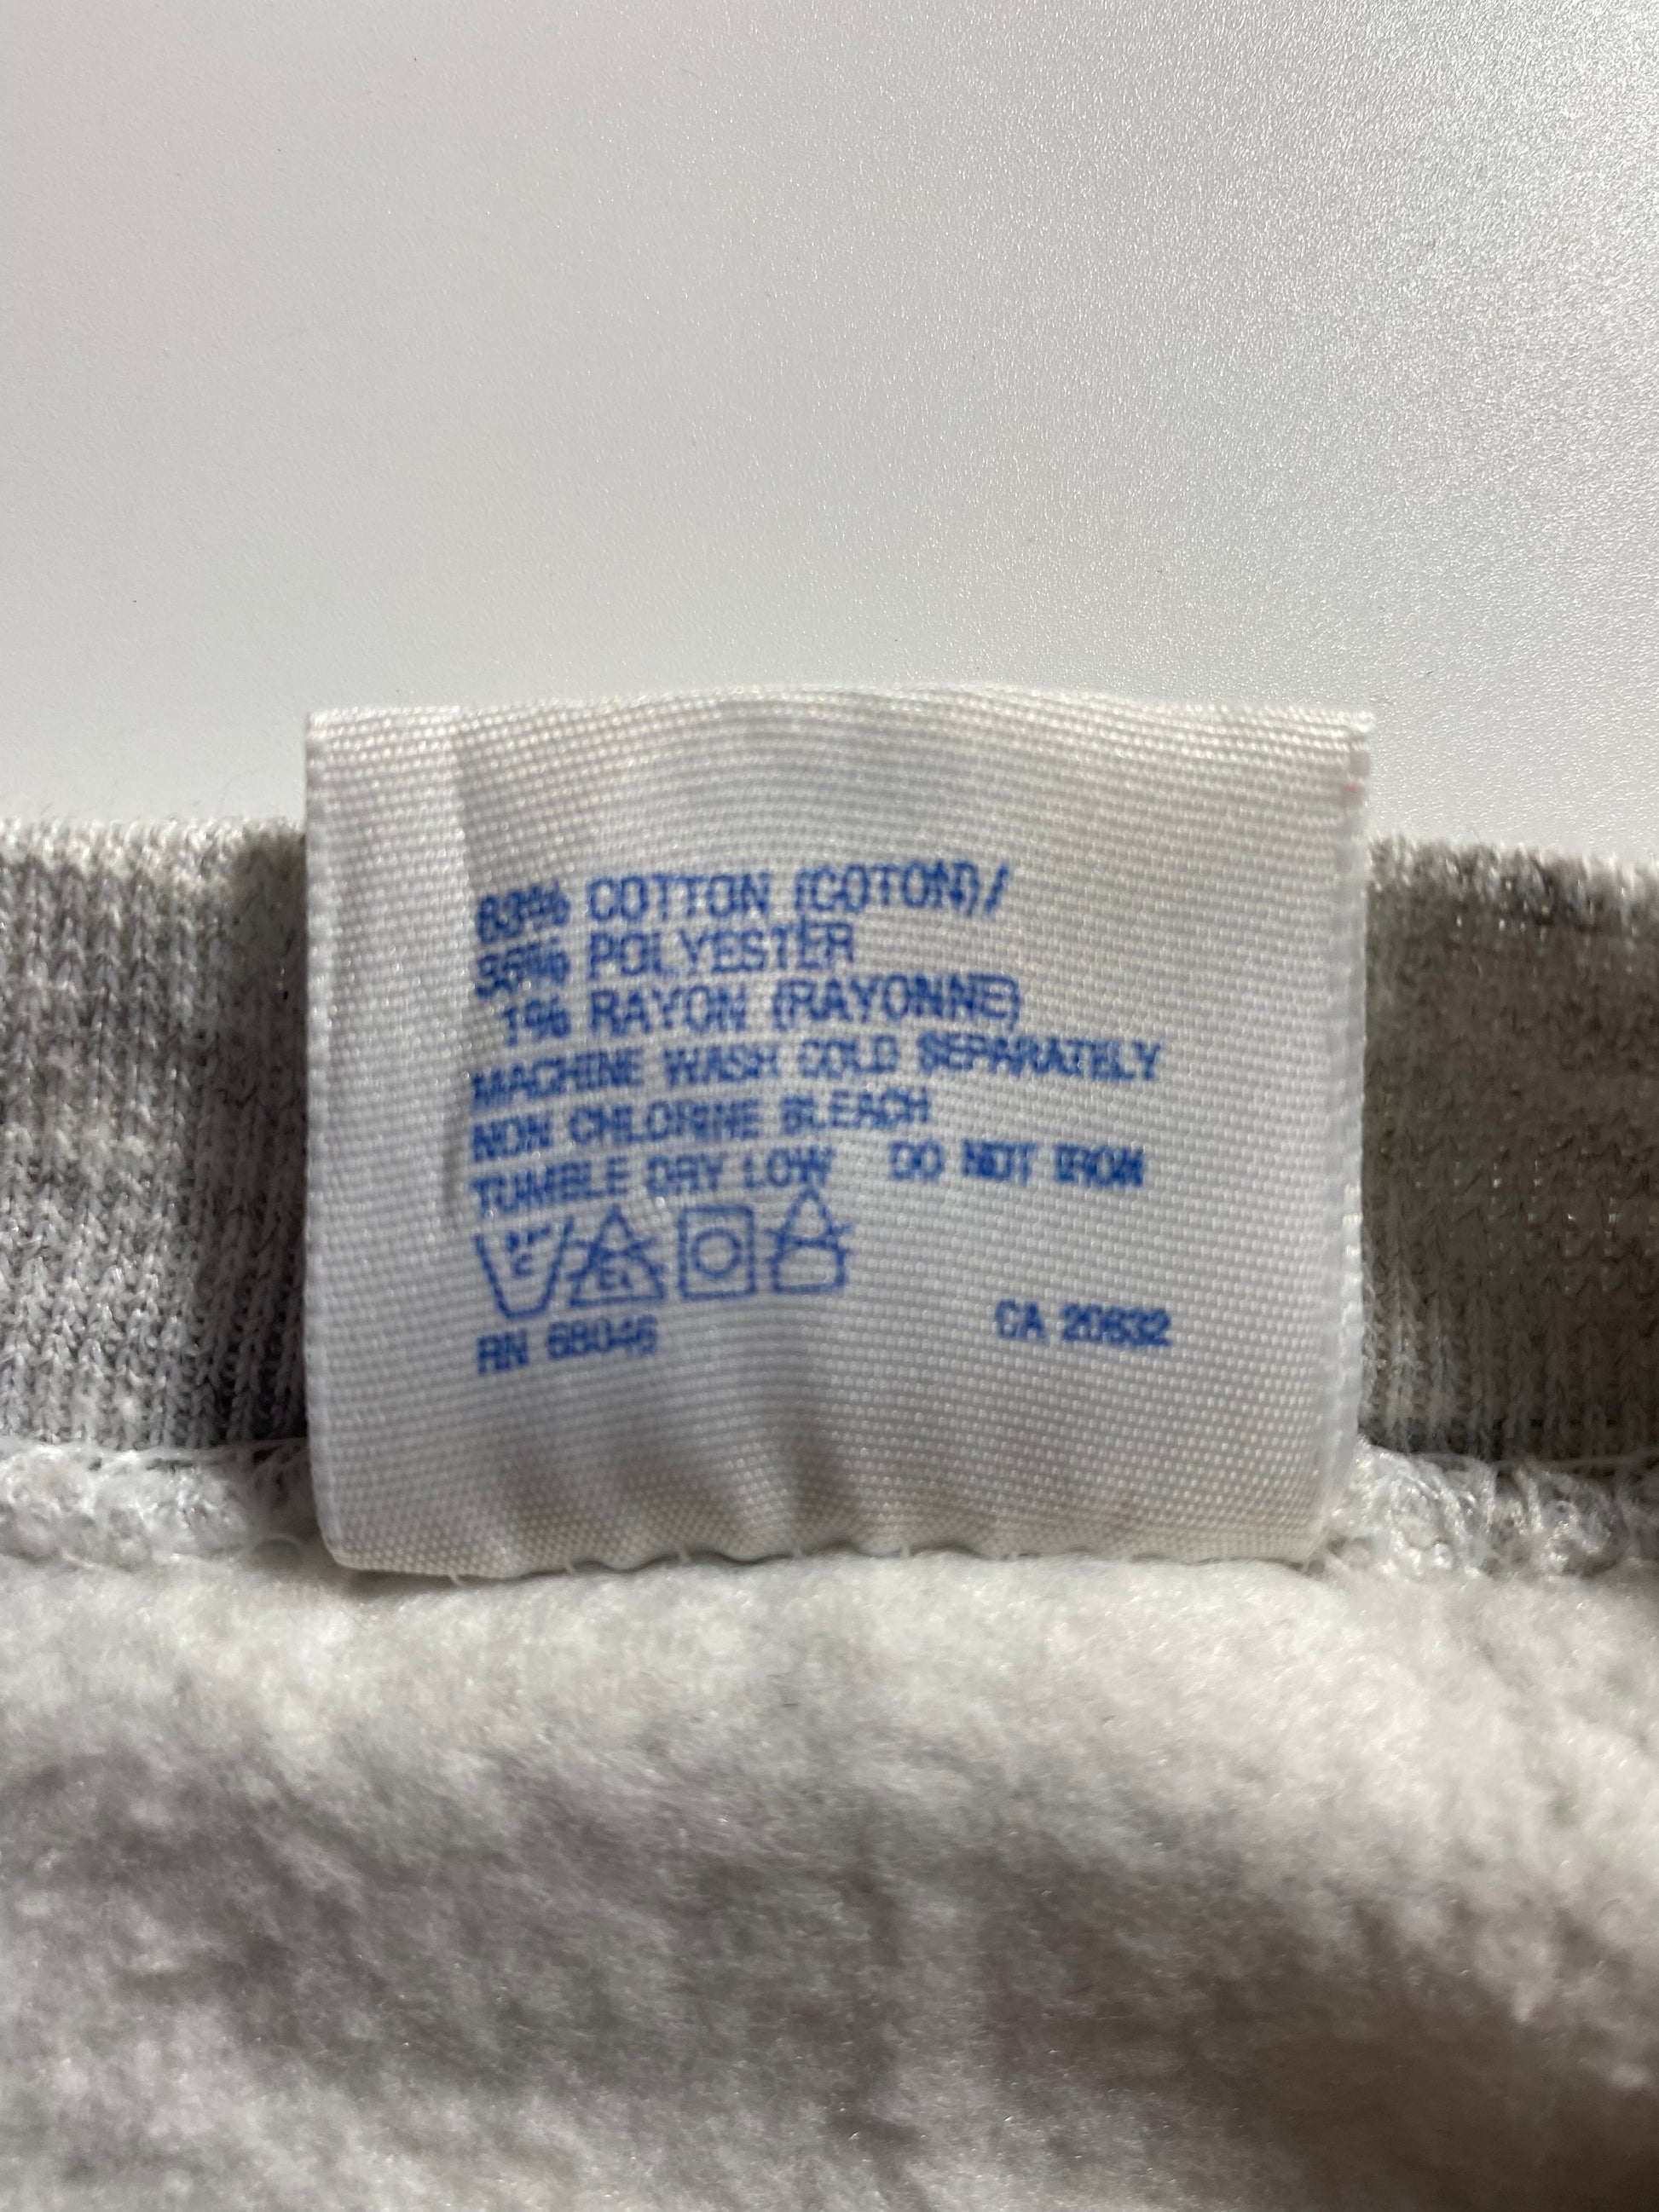 63% COTTON (COTON)/
36% POLYESTER
1% RAYON (RAYONNE)
MACHINE WASH COLD SEPARATELY
NON CHLORINE BLEACH
TUMBLE DRY LOW DO NOT IRON
RN 68046 CA 20632